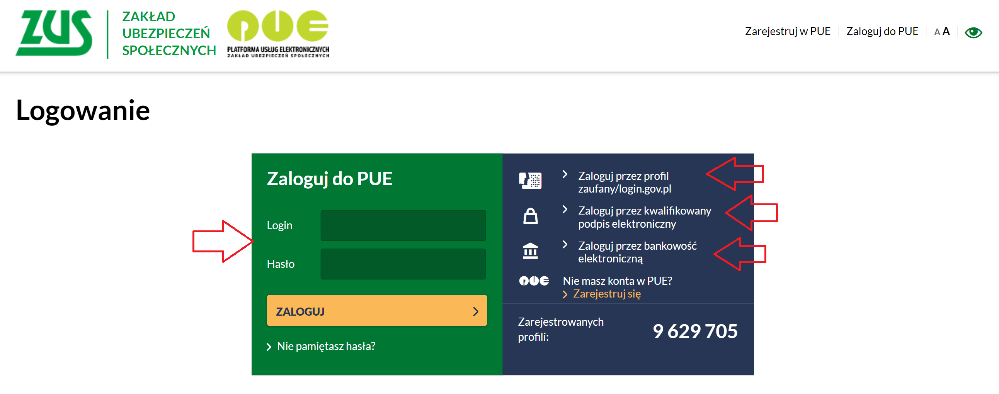 ZUS
ZAKŁAD
UBEZPIECZEŃ
SPOŁECZNYCH
PUE
PLATFORMA USŁUG ELEKTRONICZNYCH
ZAKŁAD UBEZPIECZEŃ SPOŁECZNYCH
Zarejestruj w PUE
Zaloguj do PUE
A A
Logowanie
Zaloguj do PUE
Login
Hasło
ZALOGUJ
Nie pamiętasz hasła?
Zaloguj przez profil
zaufany/login.gov.pl
Zaloguj przez kwalifikowany
podpis elektroniczny
Zaloguj przez bankowość
elektroniczną
PUE
Nie masz konta w PUE?
Zarejestruj się
Zarejestrowanych
profili:
9 629 705